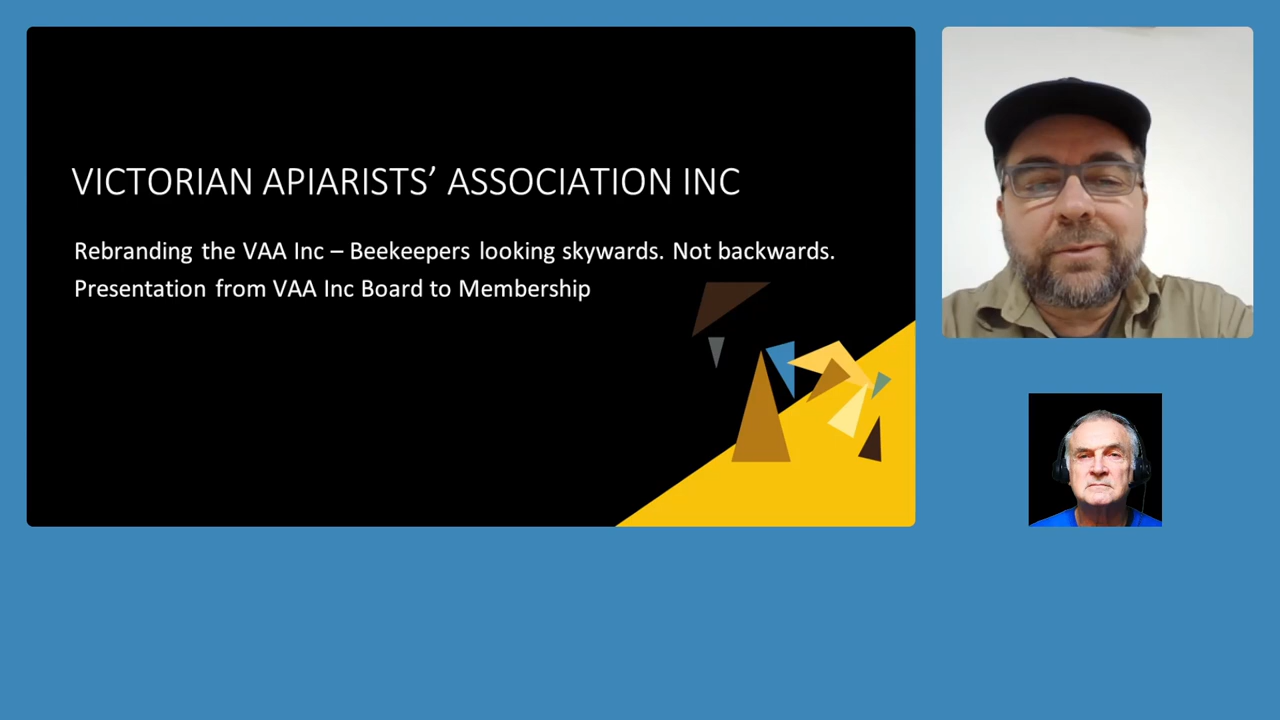 VICTORIAN APIARISTS’ ASSOCIATION INC
Rebranding the VAA Inc – Beekeepers looking skywards. Not backwards.
Presentation from VAA Inc Board to Membership